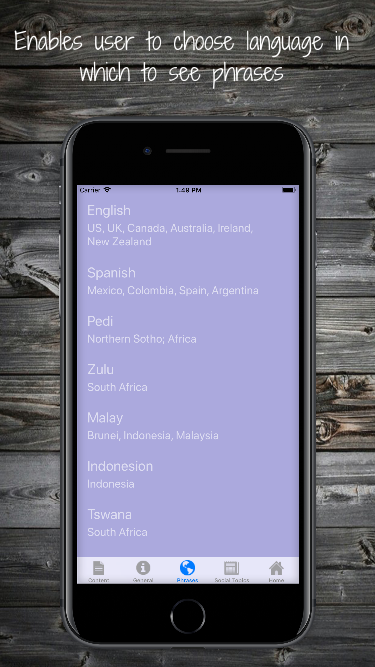 Enables user to choose language in
which to see phrases
Carrier
1:48 PM
English
US, UK, Canada, Australia, Ireland,
New Zealand
Spanish
Mexico, Colombia, Spain, Argentina
Pedi
Northern Sotho; Africa
Zulu
South Africa
Malay
Brunei, Indonesia, Malaysia
Indonesion
Indonesia
Tswana
South Africa
Content General Phrases Social Topics Home